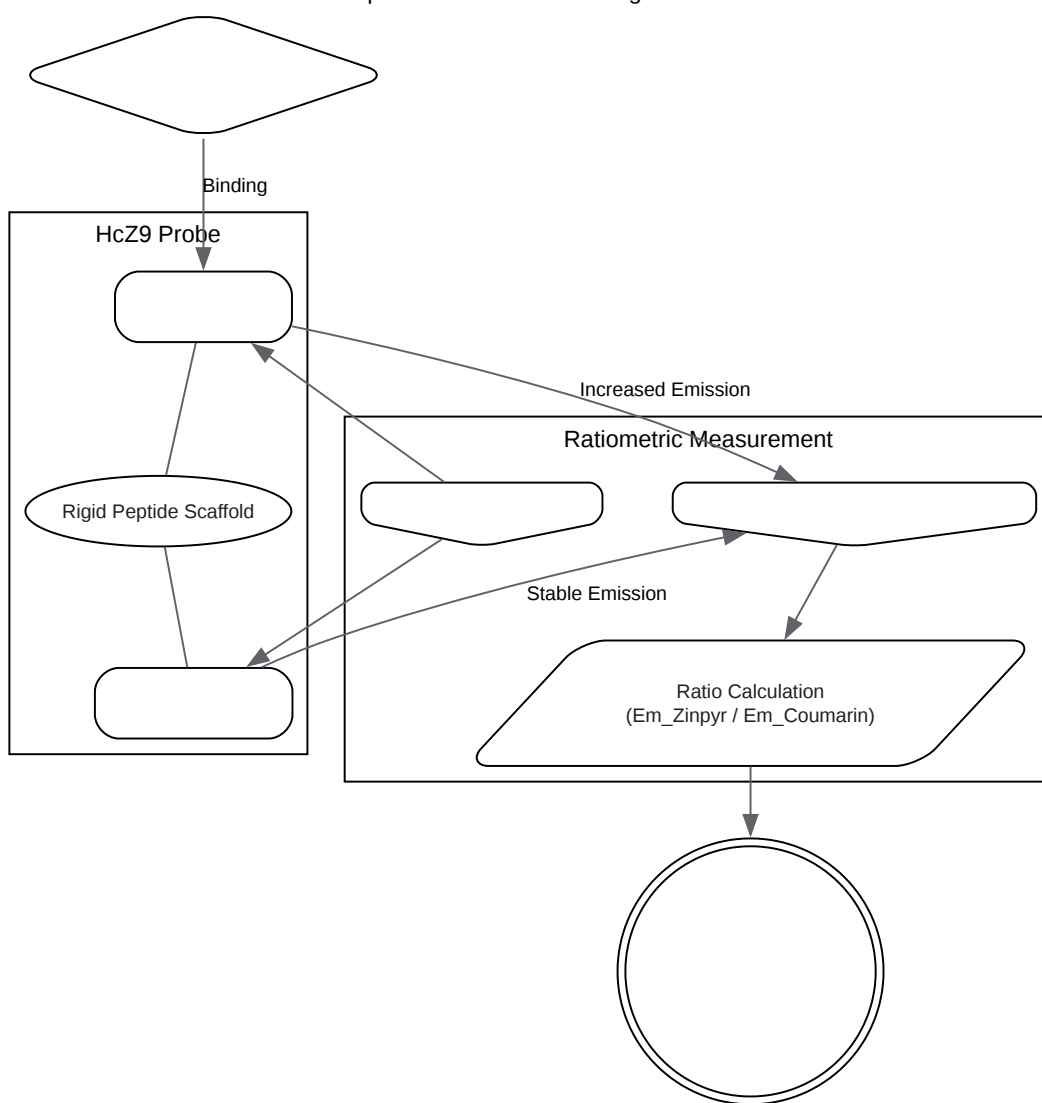 Binding
HcZ9 Probe
Increased Emission
Ratiometric Measurement
Rigid Peptide Scaffold
Stable Emission
Ratio Calculation
(Em_Zinpyr / Em_Coumarin)